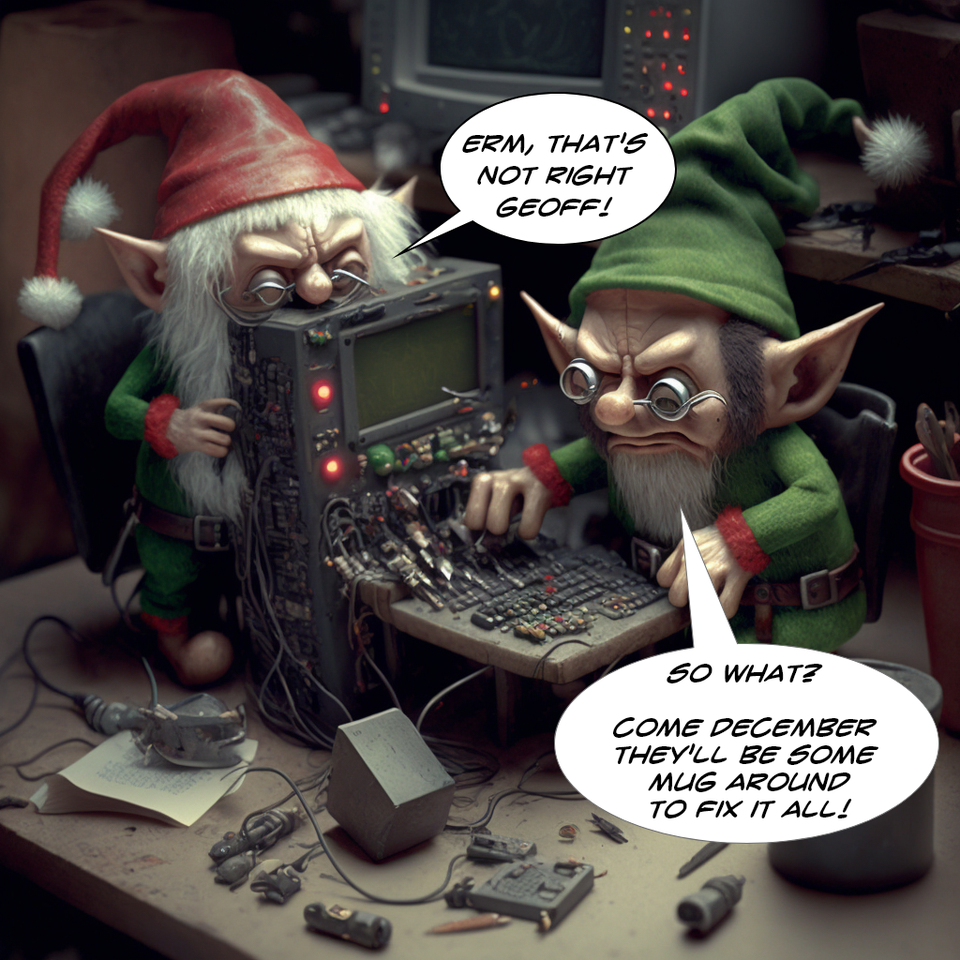 ERM, THAT'S
NOT RIGHT
GEOFF!
SO WHAT?
COME DECEMBER
THEY'LL BE SOME
MUG AROUND
TO FIX IT ALL!